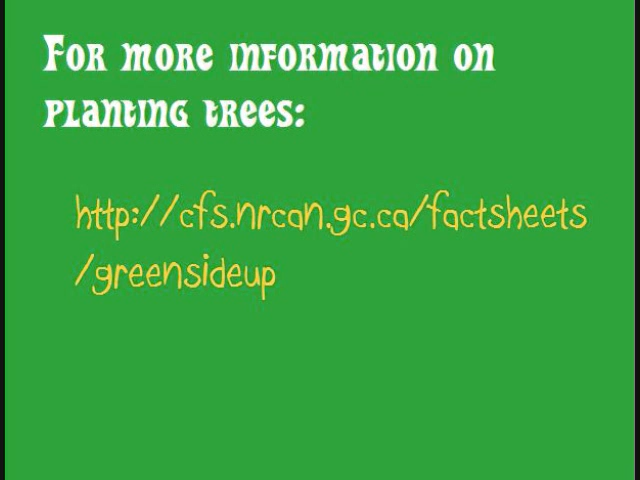 For more information on
planting trees:
http://cfs.nrcan.gc.ca/factsheets
/greensideup